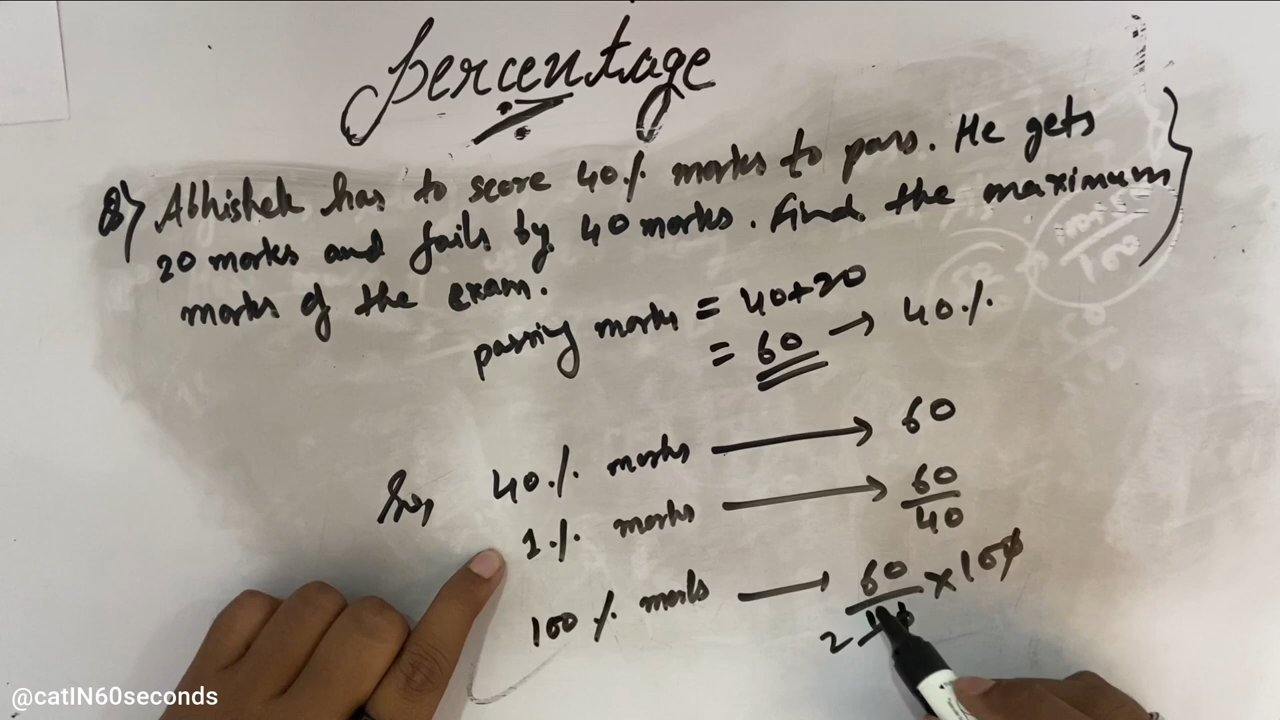 Percentage
Q) Abhishek has to score 40% marks to pass. He gets
20 marks and fails by 40 marks. Find the maximum
marks of the exam.
passing marks = 40+20
= 60 → 40%
So, 40% marks → 60
1% marks → 60/40
100% marks → 60/40 × 100
2
@catIN60seconds